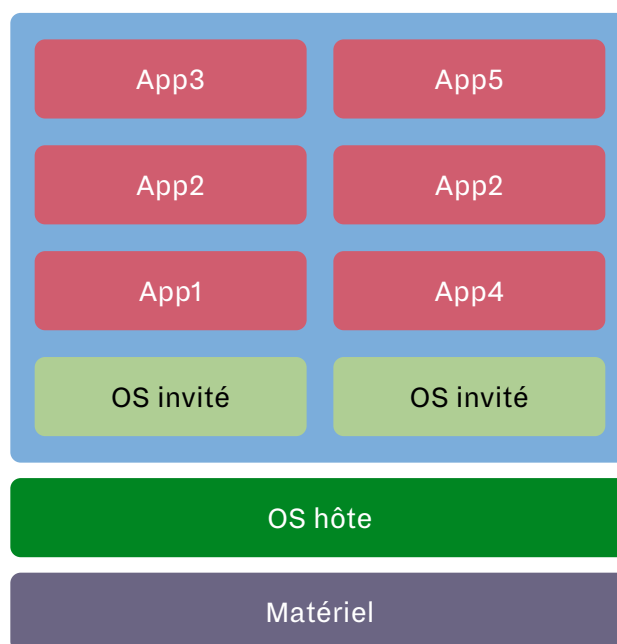 App3
App5
App2
App2
App1
App4
OS invité
OS invité
OS hôte
Matériel